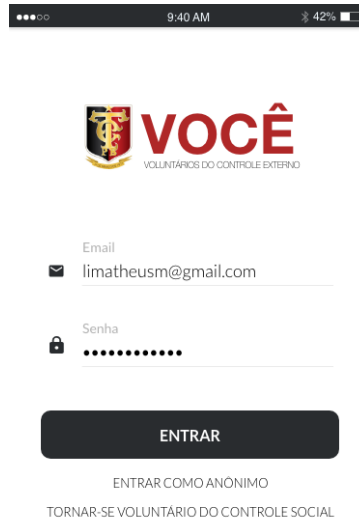 9:40 AM 42%
VOCÊ
VOLUNTÁRIOS DO CONTROLE EXTERNO
Email
limatheusm@gmail.com
Senha
••••••••••••
ENTRAR
ENTRAR COMO ANÔNIMO
TORNAR-SE VOLUNTÁRIO DO CONTROLE SOCIAL